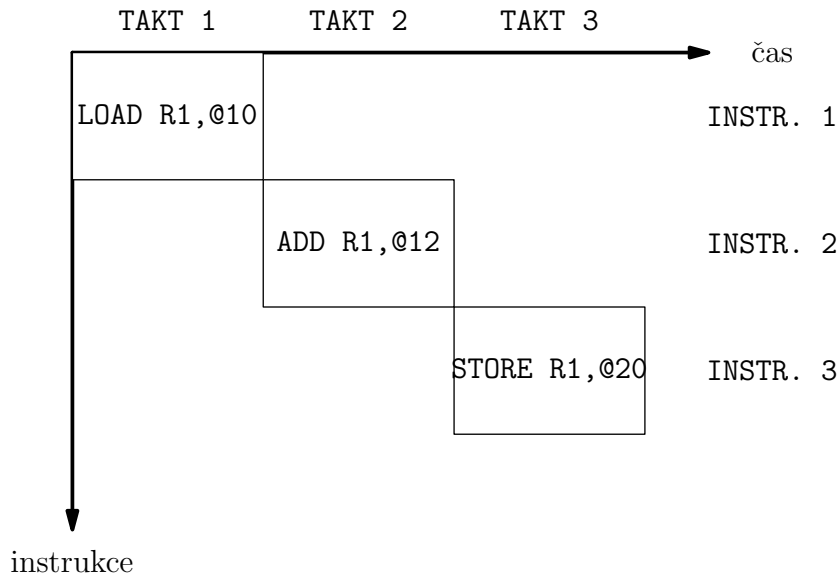 TAKT 1 TAKT 2 TAKT 3
čas
LOAD R1,@10 INSTR. 1
ADD R1,@12 INSTR. 2
STORE R1,@20 INSTR. 3
instrukce